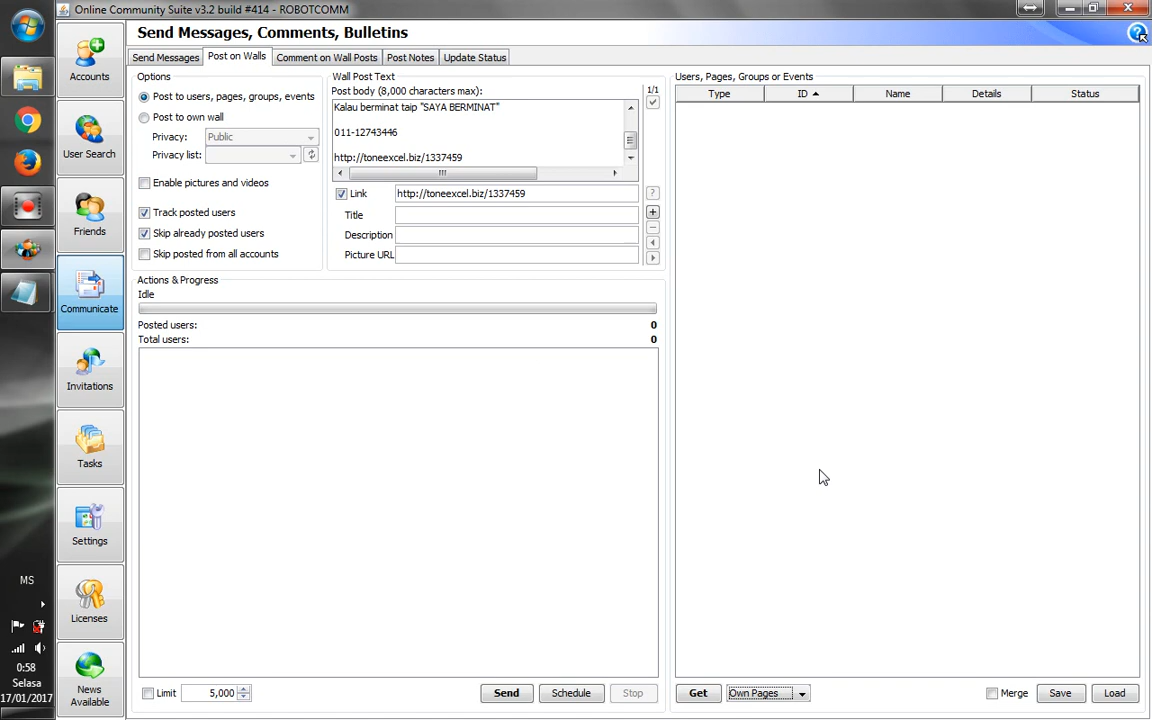 Online Community Suite v3.2 build #414 - ROBOTCOMM
Send Messages, Comments, Bulletins
Send Messages
Post on Walls
Comment on Wall Posts
Post Notes
Update Status
Accounts
User Search
Friends
Communicate
Invitations
Tasks
Settings
Licenses
News
Available
Options
Post to users, pages, groups, events
Post to own wall
Privacy: Public
Privacy list:
Enable pictures and videos
Track posted users
Skip already posted users
Skip posted from all accounts
Wall Post Text
Post body (8,000 characters max): 1/1
Kalau berminat taip "SAYA BERMINAT"
011-12743446
http://toneexcel.biz/1337459
Link http://toneexcel.biz/1337459
Title
Description
Picture URL
Actions & Progress
Idle
Posted users: 0
Total users: 0
Limit 5,000 Send Schedule Stop
Users, Pages, Groups or Events
Type ID Name Details Status
Get Own Pages Merge Save Load
MS
0:58
Selasa
17/01/2017